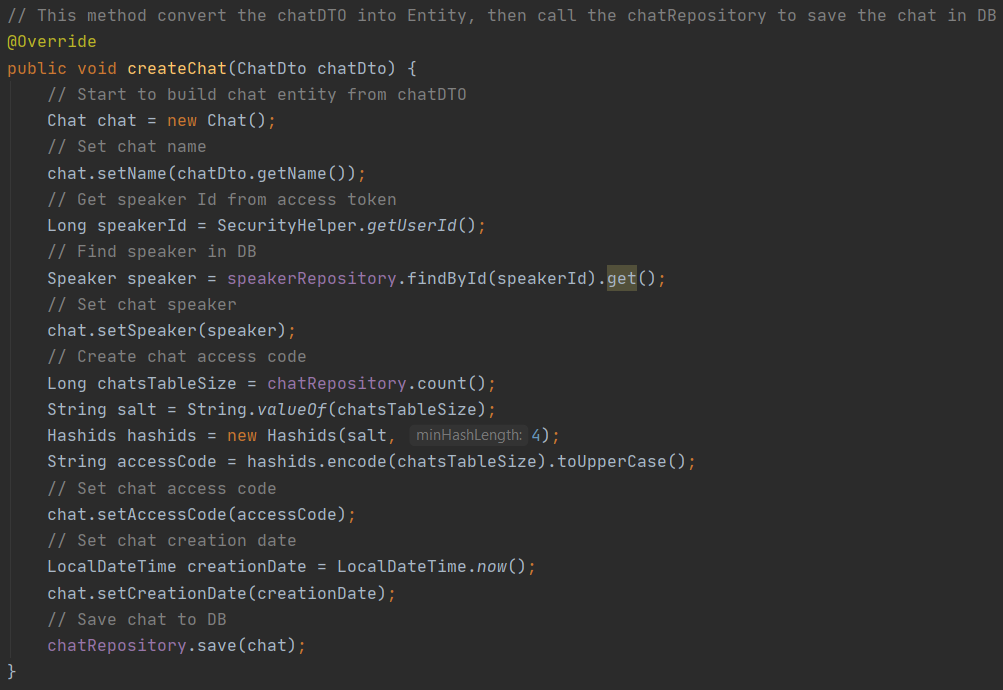 // This method convert the chatDTO into Entity, then call the chatRepository to save the chat in DB
@Override
public void createChat(ChatDto chatDto) {
    // Start to build chat entity from chatDTO
    Chat chat = new Chat();
    // Set chat name
    chat.setName(chatDto.getName());
    // Get speaker Id from access token
    Long speakerId = SecurityHelper.getUserId();
    // Find speaker in DB
    Speaker speaker = speakerRepository.findById(speakerId).get();
    // Set chat speaker
    chat.setSpeaker(speaker);
    // Create chat access code
    Long chatsTableSize = chatRepository.count();
    String salt = String.valueOf(chatsTableSize);
    Hashids hashids = new Hashids(salt, minHashLength: 4);
    String accessCode = hashids.encode(chatsTableSize).toUpperCase();
    // Set chat access code
    chat.setAccessCode(accessCode);
    // Set chat creation date
    LocalDateTime creationDate = LocalDateTime.now();
    chat.setCreationDate(creationDate);
    // Save chat to DB
    chatRepository.save(chat);
}